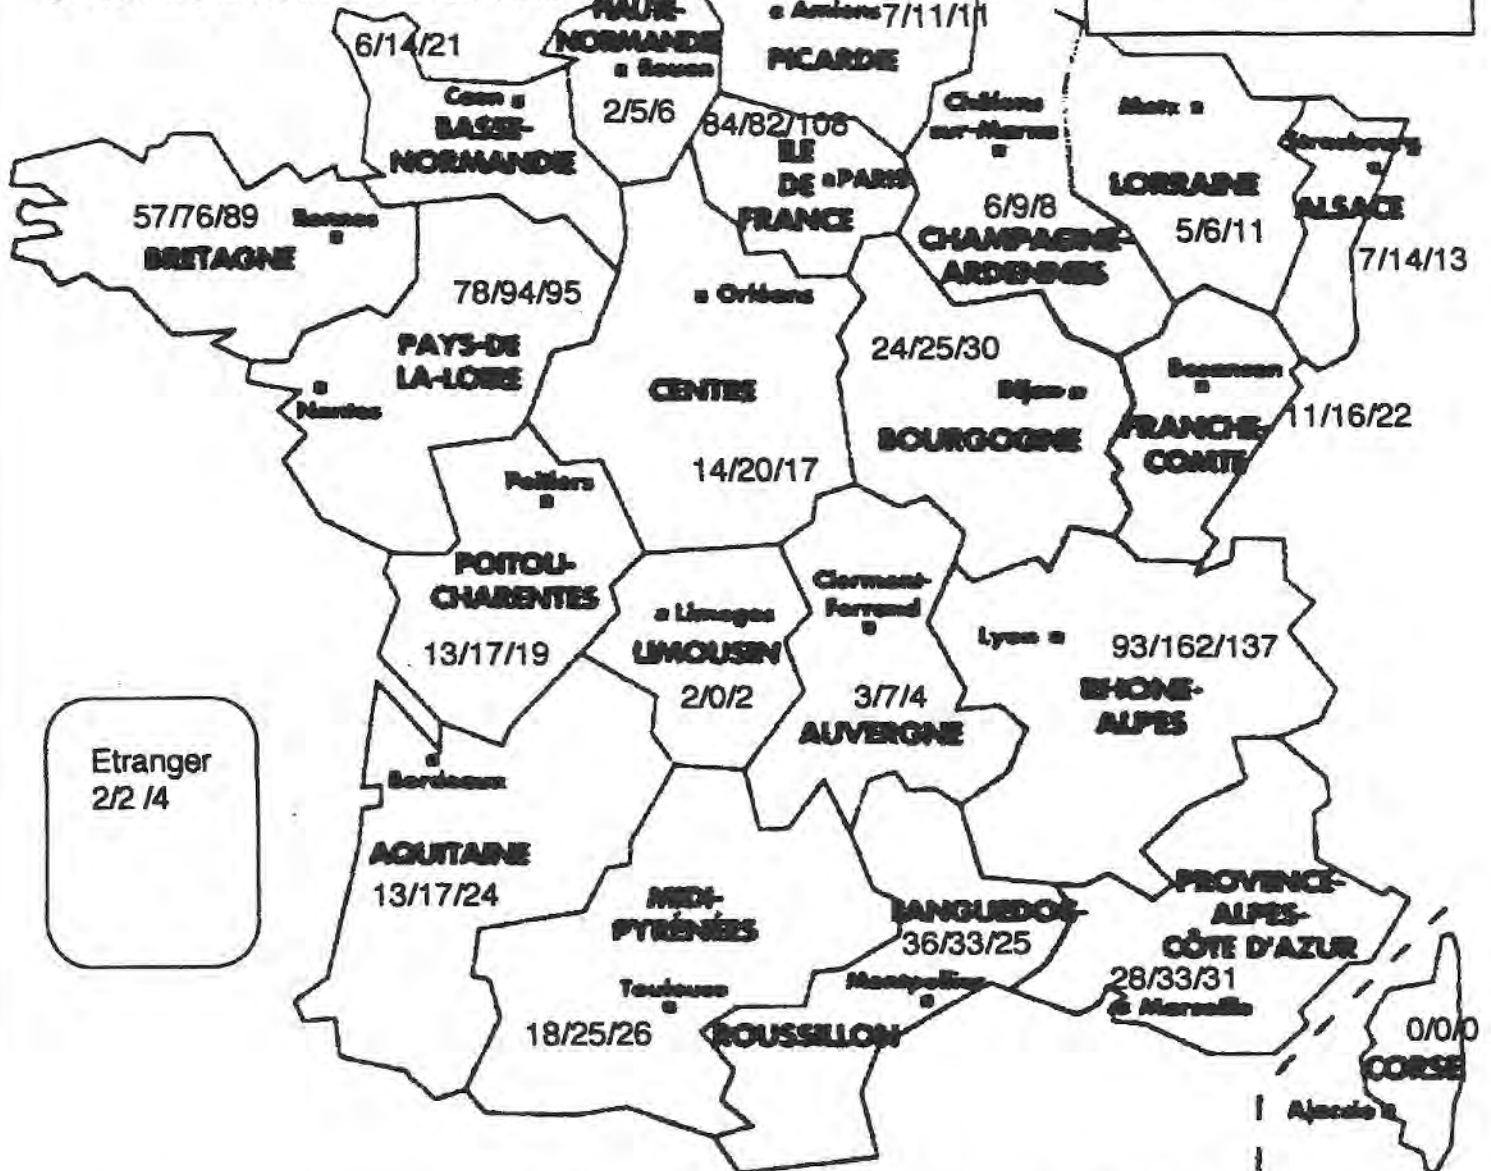 HAUTE-
NORMANDIE
Rouen
2/5/6
Amiens 7/11/11
PICARDIE
6/14/21
Caen
BASSE-
NORMANDIE
84/82/108
ILE
DE PARIS
FRANCE
Châlons
sur-Marne
6/9/8
CHAMPAGNE-
ARDENNES
Metz
LORRAINE
5/6/11
Strasbourg
ALSACE
7/14/13
57/76/89
Rennes
BRETAGNE
78/94/95
PAYS-DE
LA-LOIRE
Nantes
Orléans
CENTRE
14/20/17
24/25/30
Dijon
BOURGOGNE
Besancon
FRANCHE-
COMTE
11/16/22
Poitiers
POITOU-
CHARENTES
13/17/19
Limoges
LIMOUSIN
2/0/2
Clermont-
Ferrand
3/7/4
AUVERGNE
Lyon
93/162/137
RHONE-
ALPES
Etranger
2/2 /4
Bordeaux
AQUITAINE
13/17/24
MIDI-
PYRÉNÉES
Toulouse
18/25/26
LANGUEDOC-
36/33/25
Montpellier
ROUSSILLON
PROVENCE-
ALPES-
CÔTE D'AZUR
28/33/31
Marseille
0/0/0
CORSE
Ajaccio